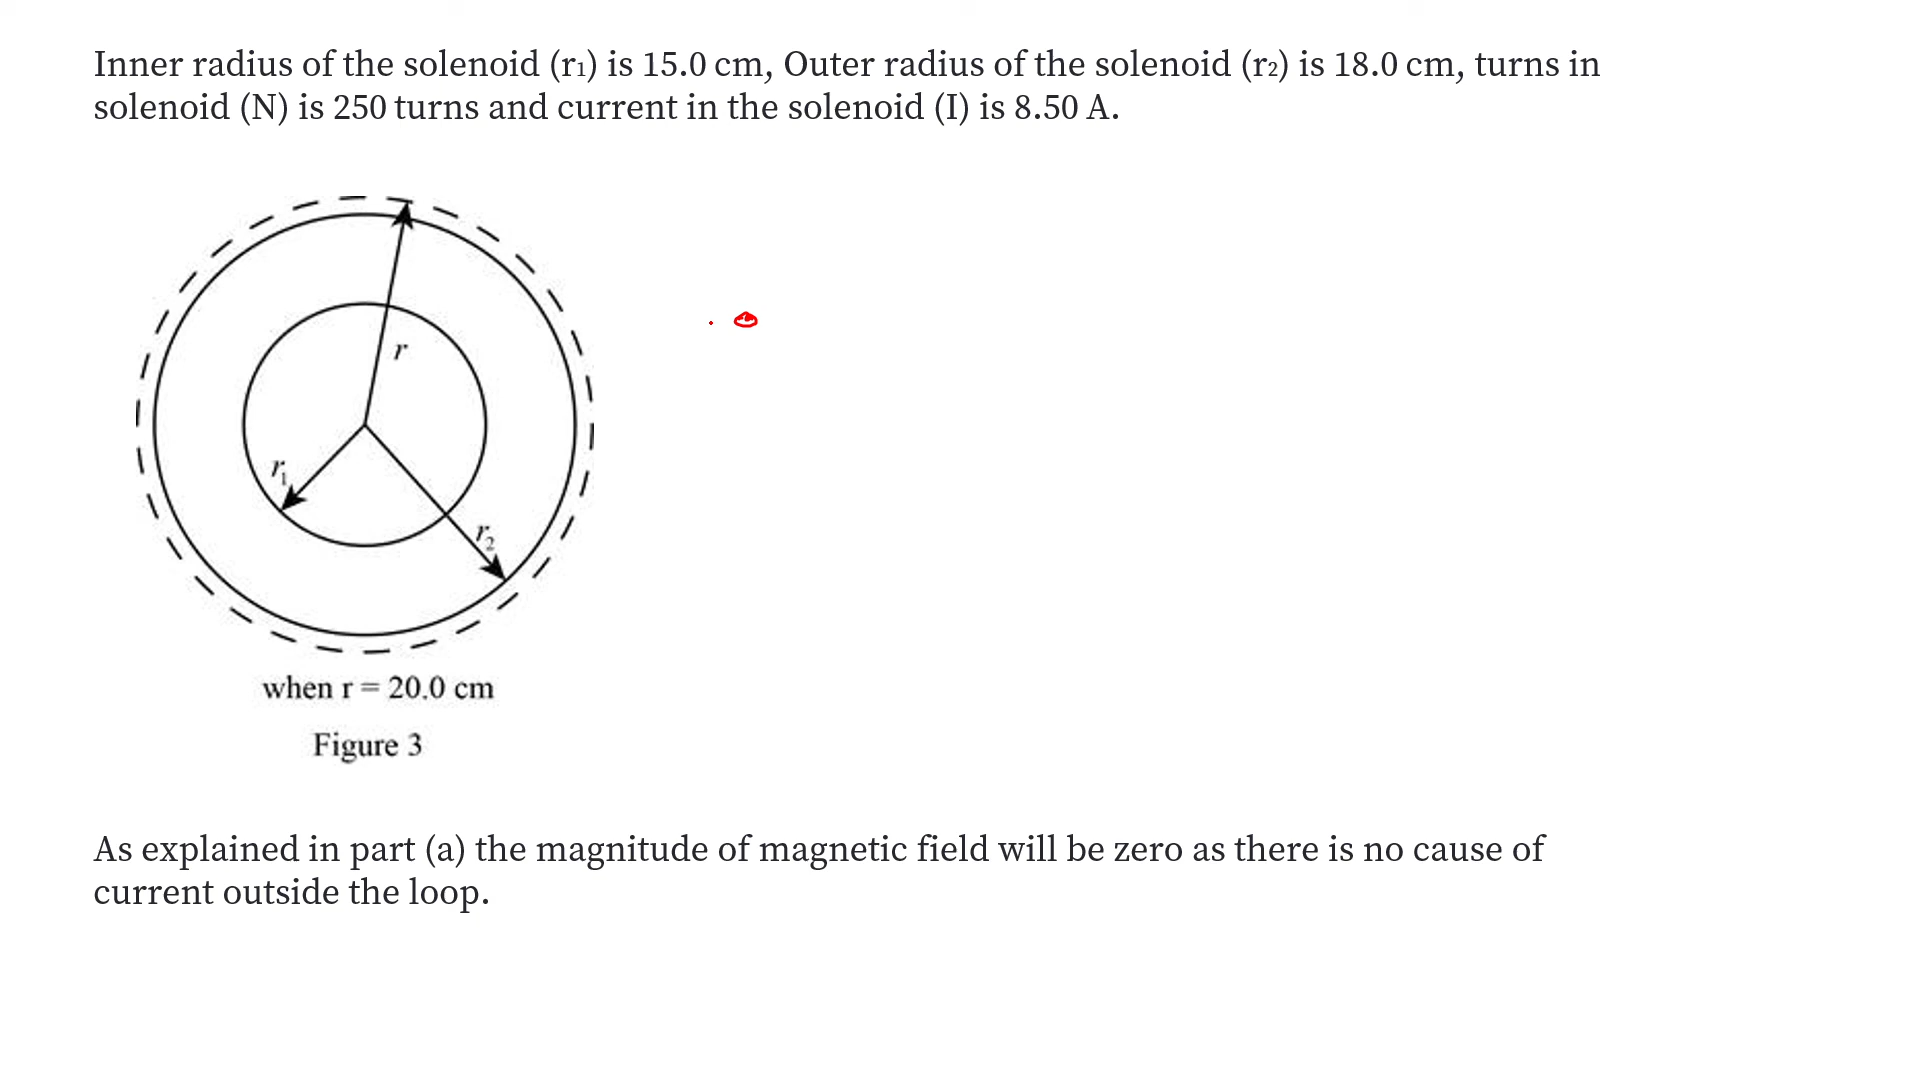 Inner radius of the solenoid (r₁) is 15.0 cm, Outer radius of the solenoid (r₂) is 18.0 cm, turns in
solenoid (N) is 250 turns and current in the solenoid (I) is 8.50 A.
r
r₁
r₂
when r = 20.0 cm
Figure 3
As explained in part (a) the magnitude of magnetic field will be zero as there is no cause of
current outside the loop.